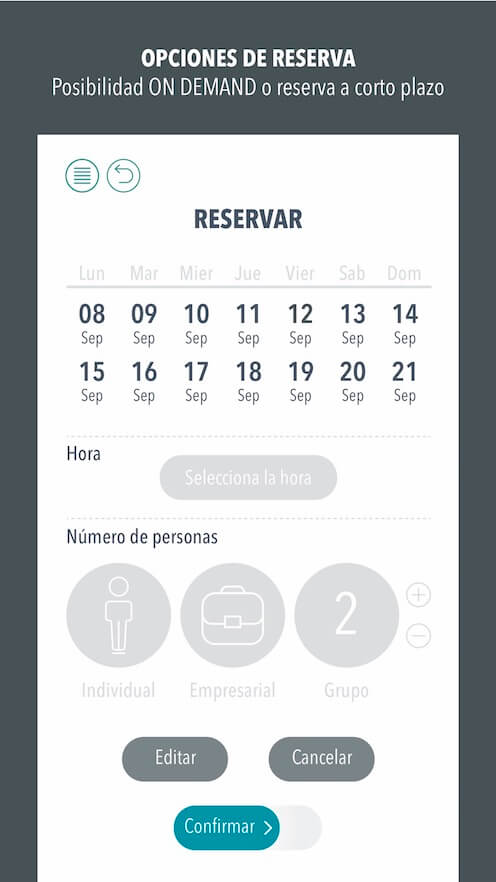 OPCIONES DE RESERVA
Posibilidad ON DEMAND o reserva a corto plazo
RESERVAR
Lun Mar Mier Jue Vier Sab Dom
08 09 10 11 12 13 14
Sep Sep Sep Sep Sep Sep Sep
15 16 17 18 19 20 21
Sep Sep Sep Sep Sep Sep Sep
Hora
Selecciona la hora
Número de personas
2
Individual Empresarial Grupo
Editar Cancelar
Confirmar